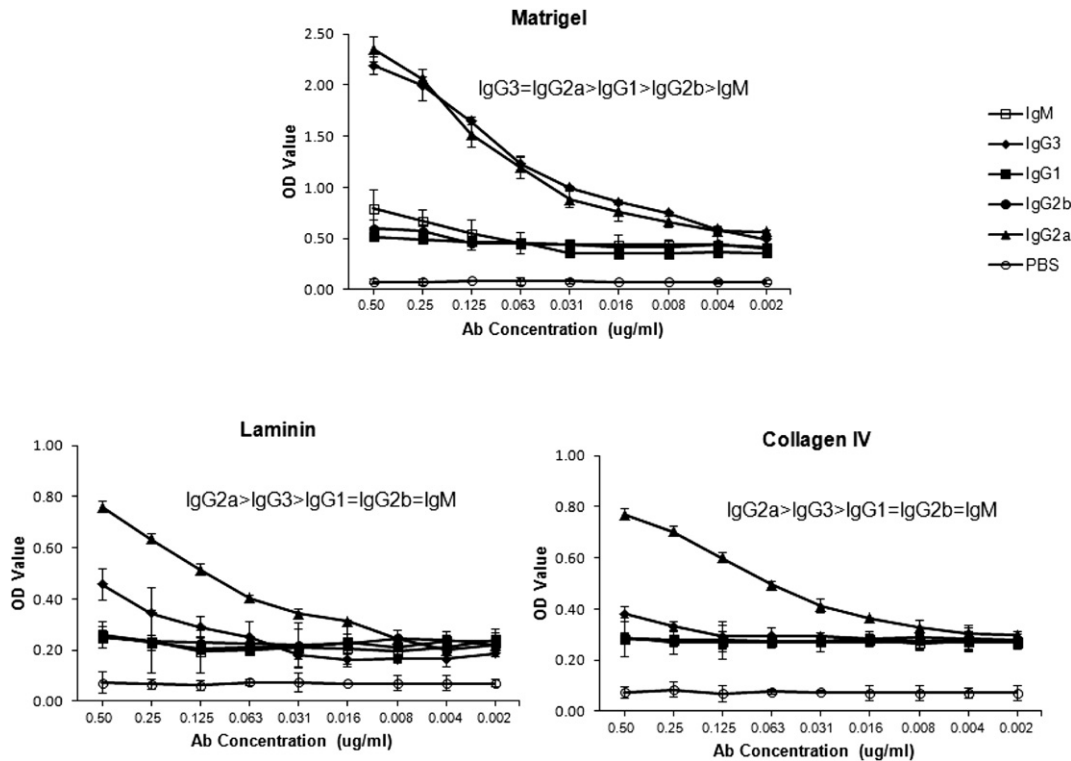 Matrigel
2.50
2.00
1.50
1.00
0.50
0.00
OD Value
IgG3=IgG2a>IgG1>IgG2b>IgM
0.50 0.25 0.125 0.063 0.031 0.016 0.008 0.004 0.002
Ab Concentration (ug/ml)
IgM
IgG3
IgG1
IgG2b
IgG2a
PBS
Laminin
1.00
0.80
0.60
0.40
0.20
0.00
OD Value
IgG2a>IgG3>IgG1=IgG2b=IgM
0.50 0.25 0.125 0.063 0.031 0.016 0.008 0.004 0.002
Ab Concentration (ug/ml)
Collagen IV
1.00
0.80
0.60
0.40
0.20
0.00
OD Value
IgG2a>IgG3>IgG1=IgG2b=IgM
0.50 0.25 0.125 0.063 0.031 0.016 0.008 0.004 0.002
Ab Concentration (ug/ml)